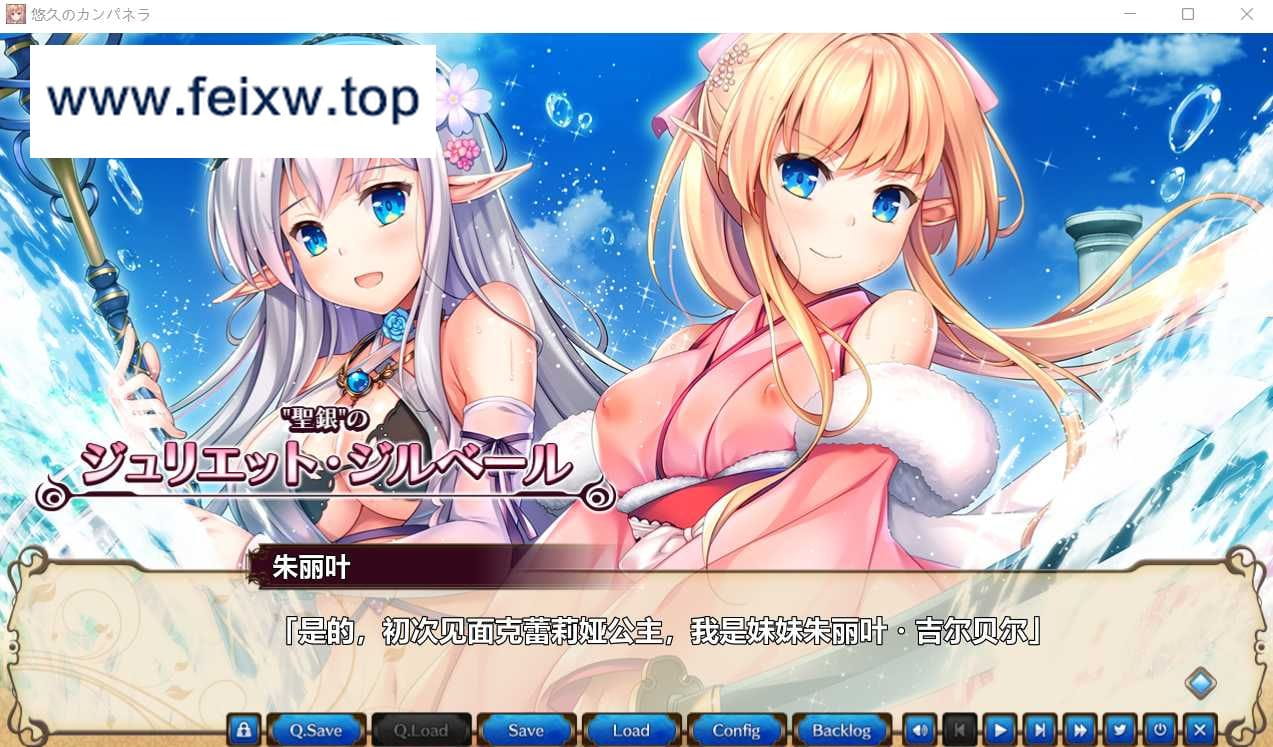 悠久のカンパネラ
www.feixw.top
"聖銀"の
ジュリエット・ジルベール
朱丽叶
「是的，初次见面克蕾莉娅公主，我是妹妹朱丽叶·吉尔贝尔」
Q.Save Q.Load Save Load Config Backlog